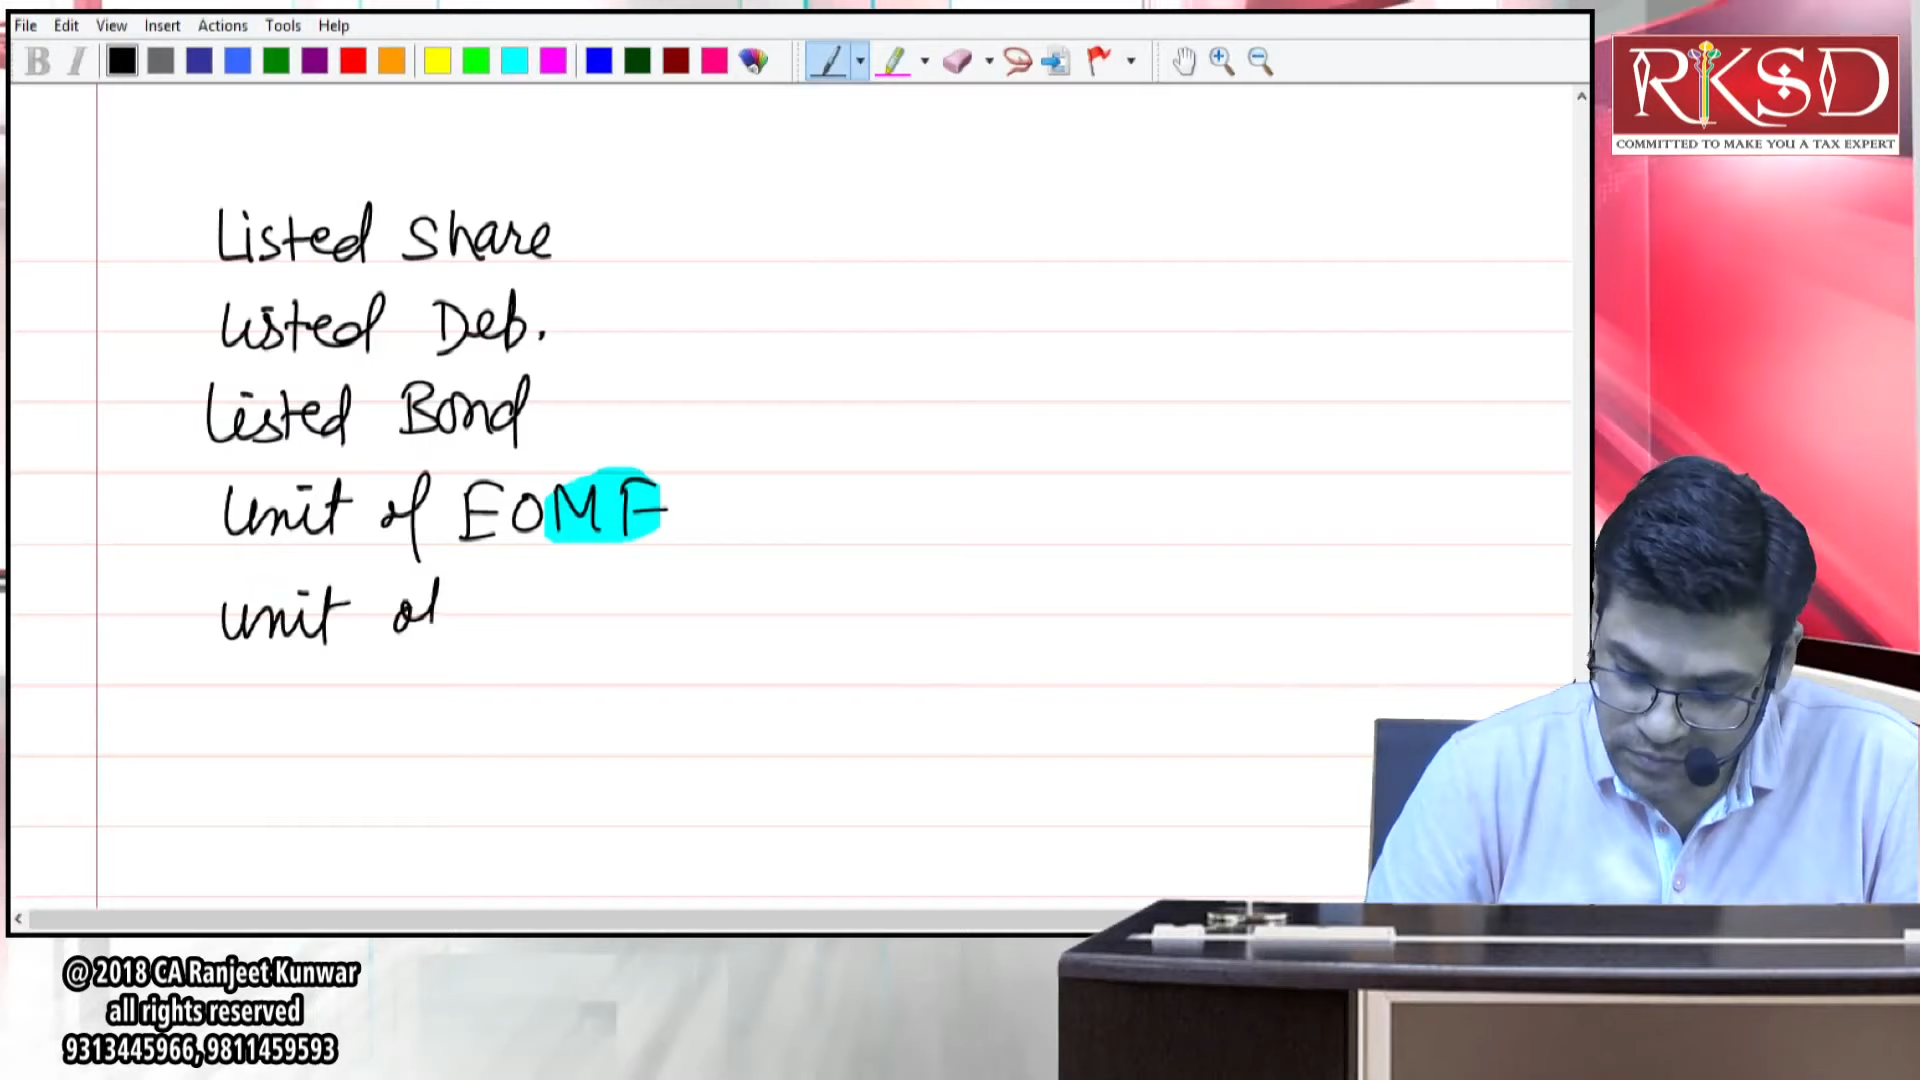 File Edit View Insert Actions Tools Help
B I
RKSD
COMMITTED TO MAKE YOU A TAX EXPERT
Listed Share
Listed Deb.
Listed Bond
Unit of EOMF
unit of
@ 2018 CA Ranjeet Kunwar
all rights reserved
9313445966, 9811459593